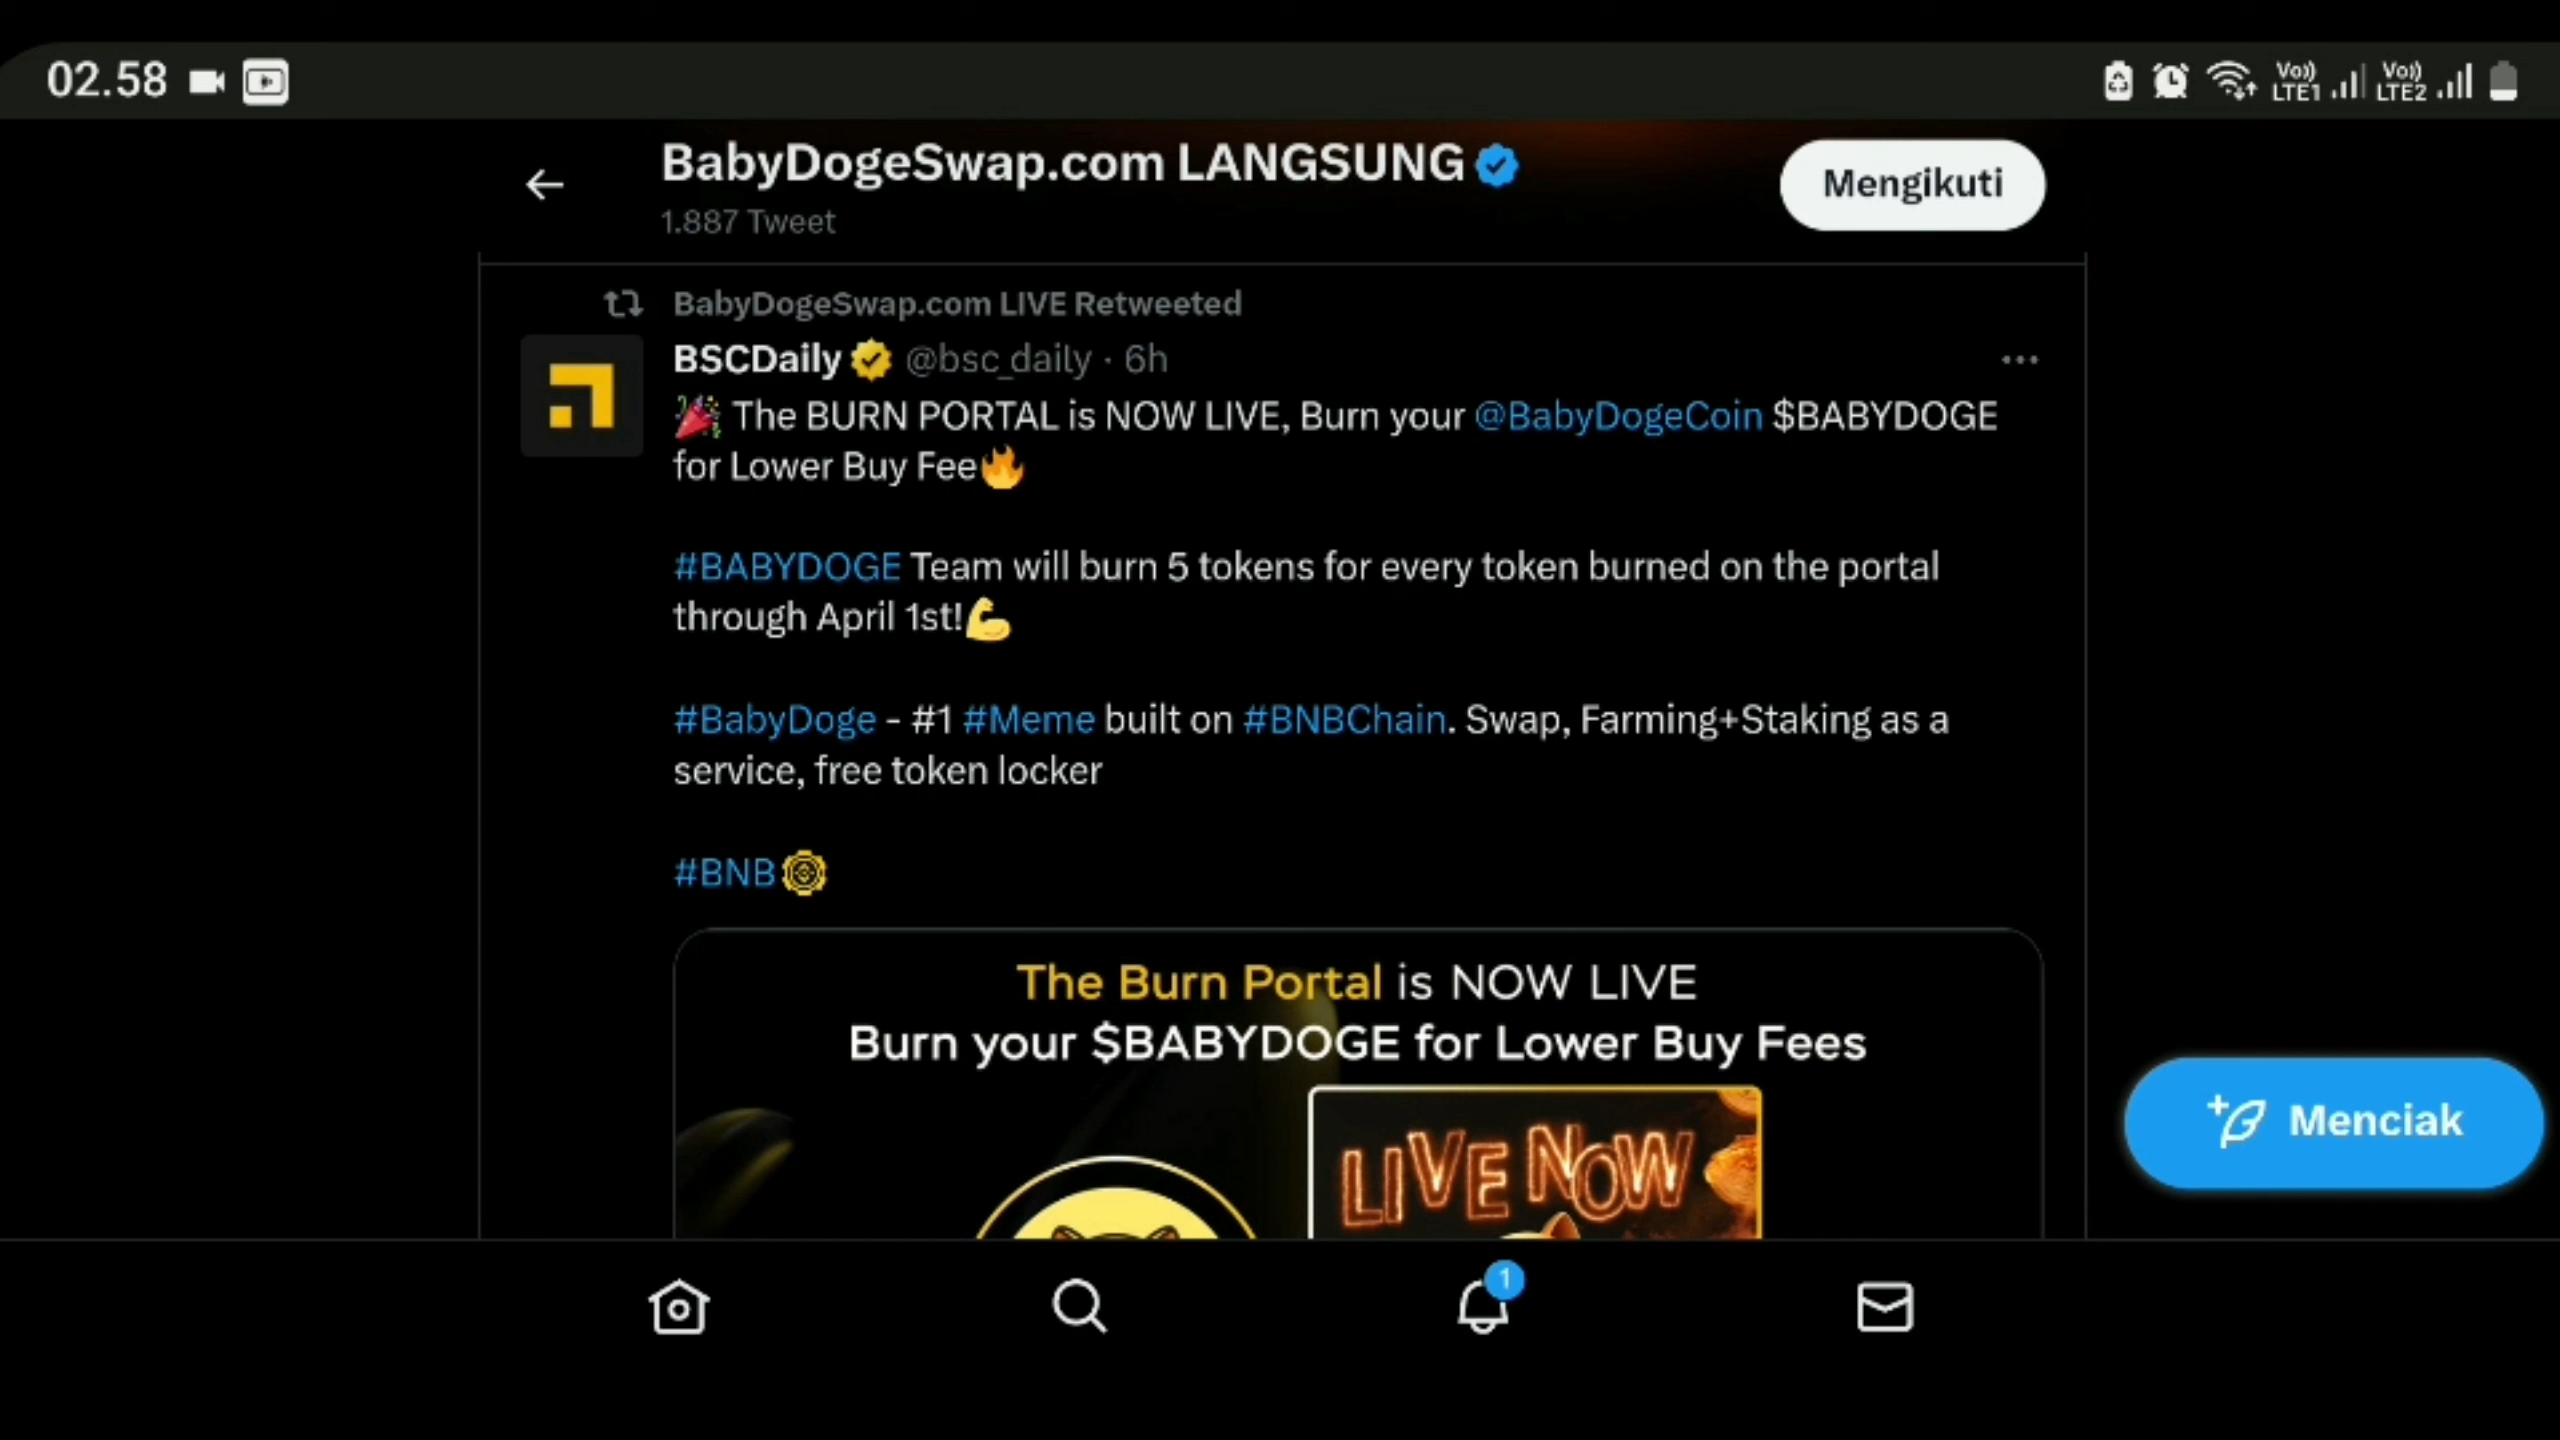 02.58
Vo)) LTE1 Vo)) LTE2
BabyDogeSwap.com LANGSUNG
1.887 Tweet
Mengikuti
BabyDogeSwap.com LIVE Retweeted
BSCDaily @bsc_daily · 6h
🎉 The BURN PORTAL is NOW LIVE, Burn your @BabyDogeCoin $BABYDOGE
for Lower Buy Fee🔥
#BABYDOGE Team will burn 5 tokens for every token burned on the portal
through April 1st!💪
#BabyDoge - #1 #Meme built on #BNBChain. Swap, Farming+Staking as a
service, free token locker
#BNB
The Burn Portal is NOW LIVE
Burn your $BABYDOGE for Lower Buy Fees
LIVE NOW
Menciak
1